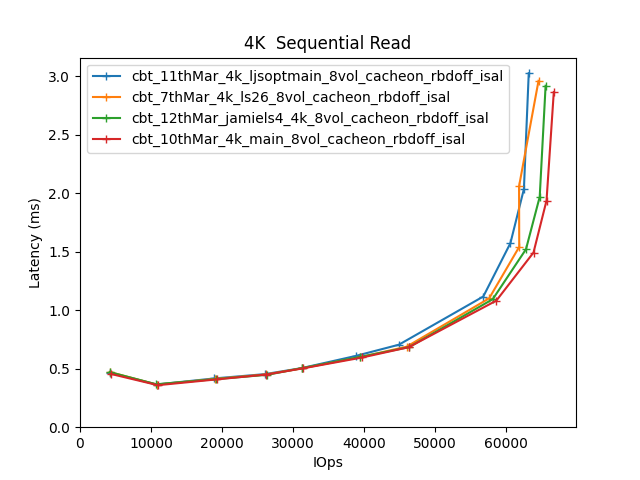 4K  Sequential Read
cbt_11thMar_4k_ljsoptmain_8vol_cacheon_rbdoff_isal
cbt_7thMar_4k_ls26_8vol_cacheon_rbdoff_isal
cbt_12thMar_jamiels4_4k_8vol_cacheon_rbdoff_isal
cbt_10thMar_4k_main_8vol_cacheon_rbdoff_isal
Latency (ms)
3.0
2.5
2.0
1.5
1.0
0.5
0.0
0 10000 20000 30000 40000 50000 60000
IOps